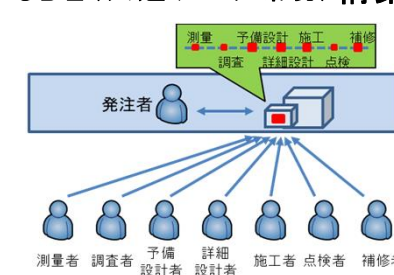 測量 予備設計 施工 補修
調査 詳細設計 点検
発注者
測量者 調査者 予備 詳細 施工者 点検者 補修
設計者 設計者